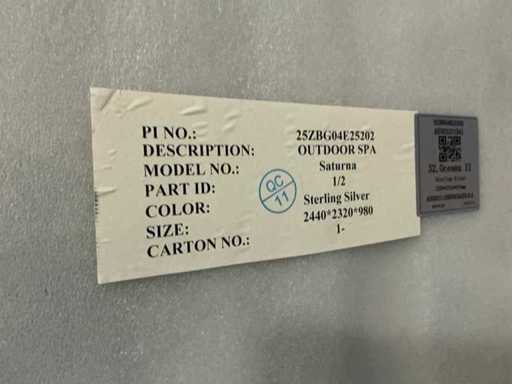 PI NO.: 25ZBG04E25202
DESCRIPTION: OUTDOOR SPA
MODEL NO.: Saturna
PART ID: 1/2
COLOR: Sterling Silver
SIZE: 2440*2320*980
CARTON NO.: 1-
QC
11